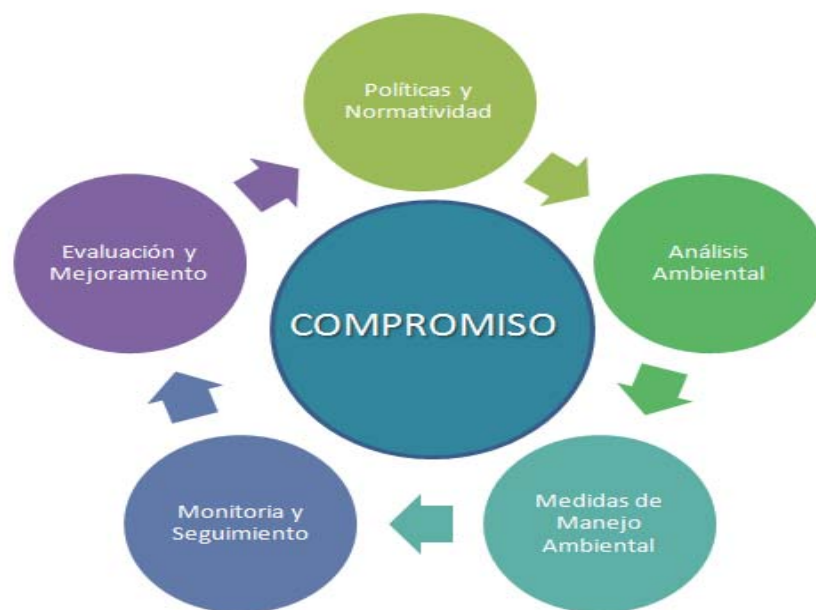 Políticas y
Normatividad
Análisis
Ambiental
Medidas de
Manejo
Ambiental
Monitoria y
Seguimiento
Evaluación y
Mejoramiento
COMPROMISO